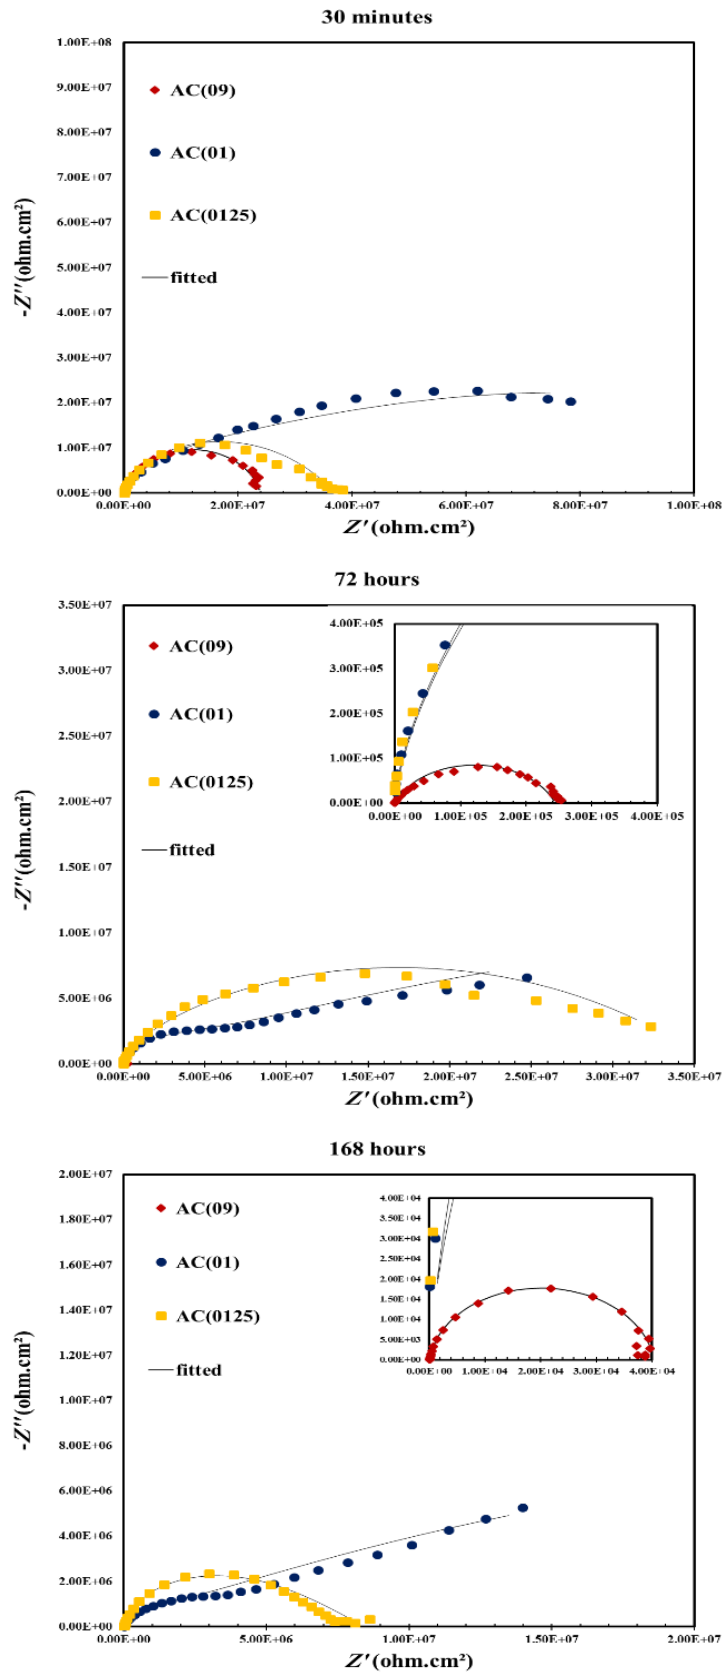 30 minutes
1.00E+08
9.00E+07
8.00E+07
7.00E+07
6.00E+07
5.00E+07
4.00E+07
3.00E+07
2.00E+07
1.00E+07
0.00E+00
-Z″(ohm.cm²)
AC(09)
AC(01)
AC(0125)
fitted
0.00E+00 2.00E+07 4.00E+07 6.00E+07 8.00E+07 1.00E+08
Z′(ohm.cm²)
72 hours
3.50E+07
3.00E+07
2.50E+07
2.00E+07
1.50E+07
1.00E+07
5.00E+06
0.00E+00
-Z″(ohm.cm²)
AC(09)
AC(01)
AC(0125)
fitted
4.00E+05
3.00E+05
2.00E+05
1.00E+05
0.00E+00
0.00E+00 1.00E+05 2.00E+05 3.00E+05 4.00E+05
0.00E+00 5.00E+06 1.00E+07 1.50E+07 2.00E+07 2.50E+07 3.00E+07 3.50E+07
Z′(ohm.cm²)
168 hours
2.00E+07
1.80E+07
1.60E+07
1.40E+07
1.20E+07
1.00E+07
8.00E+06
6.00E+06
4.00E+06
2.00E+06
0.00E+00
-Z″(ohm.cm²)
AC(09)
AC(01)
AC(0125)
fitted
4.00E+04
3.50E+04
3.00E+04
2.50E+04
2.00E+04
1.50E+04
1.00E+04
5.00E+03
0.00E+00
0.00E+00 1.00E+04 2.00E+04 3.00E+04 4.00E+04
0.00E+00 5.00E+06 1.00E+07 1.50E+07 2.00E+07
Z′(ohm.cm²)